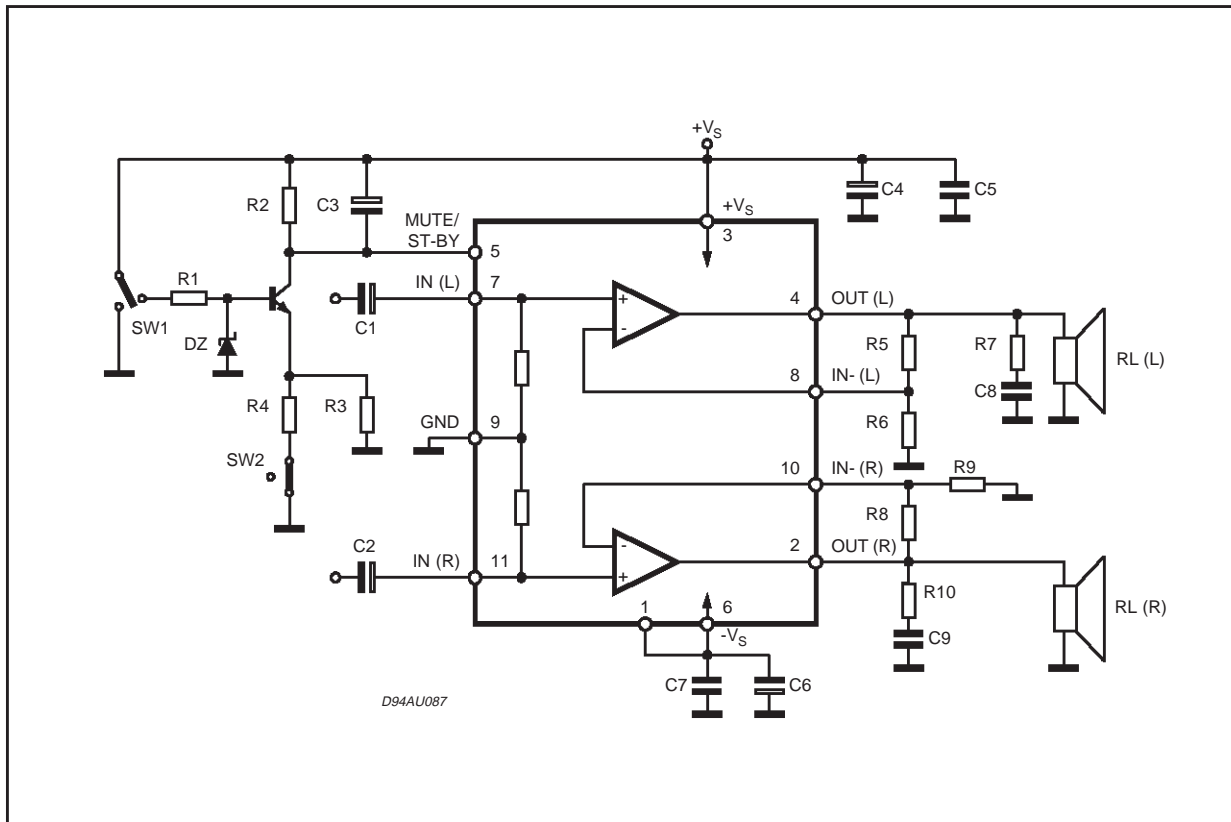 +VS
C4
C5
R2
C3
+VS
MUTE/
ST-BY
3
5
R1
IN (L)
7
+
4
OUT (L)
SW1
C1
-
R5
R7
RL (L)
DZ
8
IN- (L)
C8
R4
R3
GND
9
R6
SW2
10
IN- (R)
R9
R8
C2
IN (R)
11
-
2
OUT (R)
+
R10
RL (R)
1
6
-VS
C9
C7
C6
D94AU087